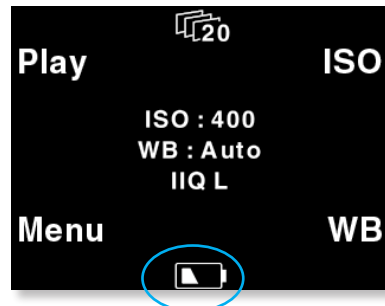 20
Play
ISO
ISO : 400
WB : Auto
IIQ L
Menu
WB